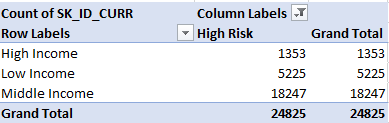 Count of SK_ID_CURR Column Labels
Row Labels High Risk Grand Total
High Income 1353 1353
Low Income 5225 5225
Middle Income 18247 18247
Grand Total 24825 24825